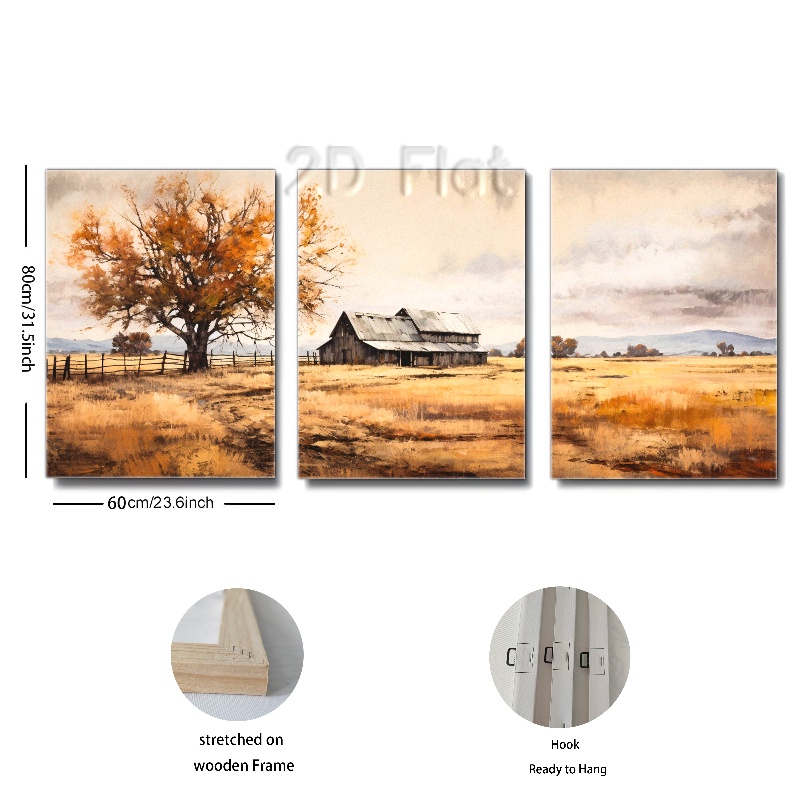 2D Flat
80cm/31.5inch
60cm/23.6inch
stretched on
wooden Frame
Hook
Ready to Hang